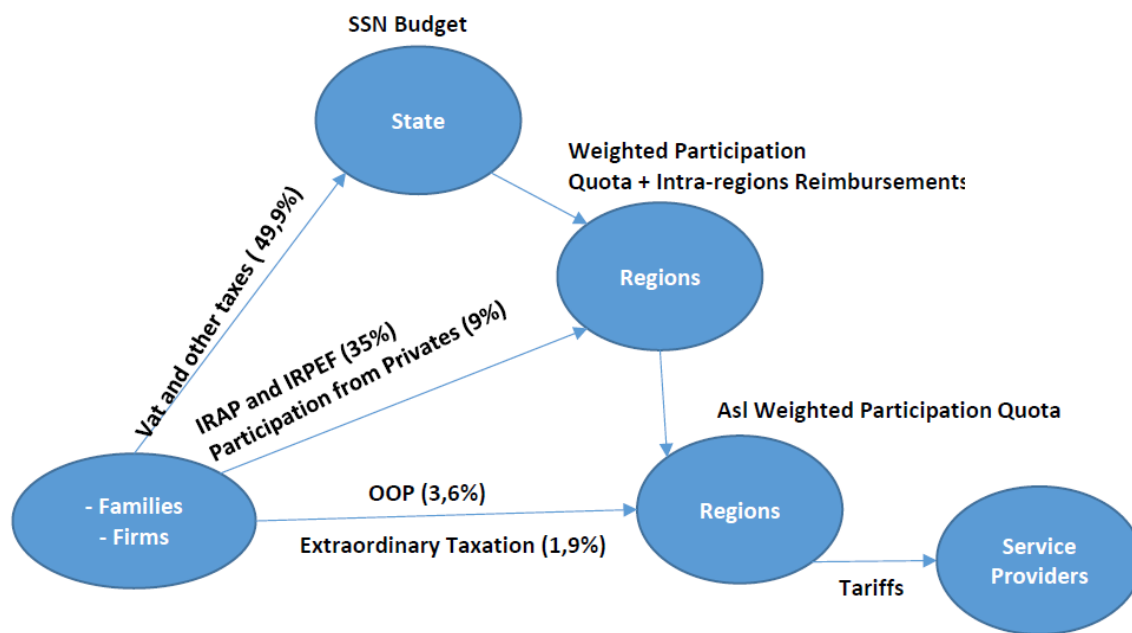 SSN Budget
State
Weighted Participation
Quota + Intra-regions Reimbursements
Regions
Vat and other taxes ( 49,9%)
IRAP and IRPEF (35%)
Participation from Privates (9%)
Asl Weighted Participation Quota
- Families
- Firms
OOP (3,6%)
Extraordinary Taxation (1,9%)
Regions
Tariffs
Service
Providers